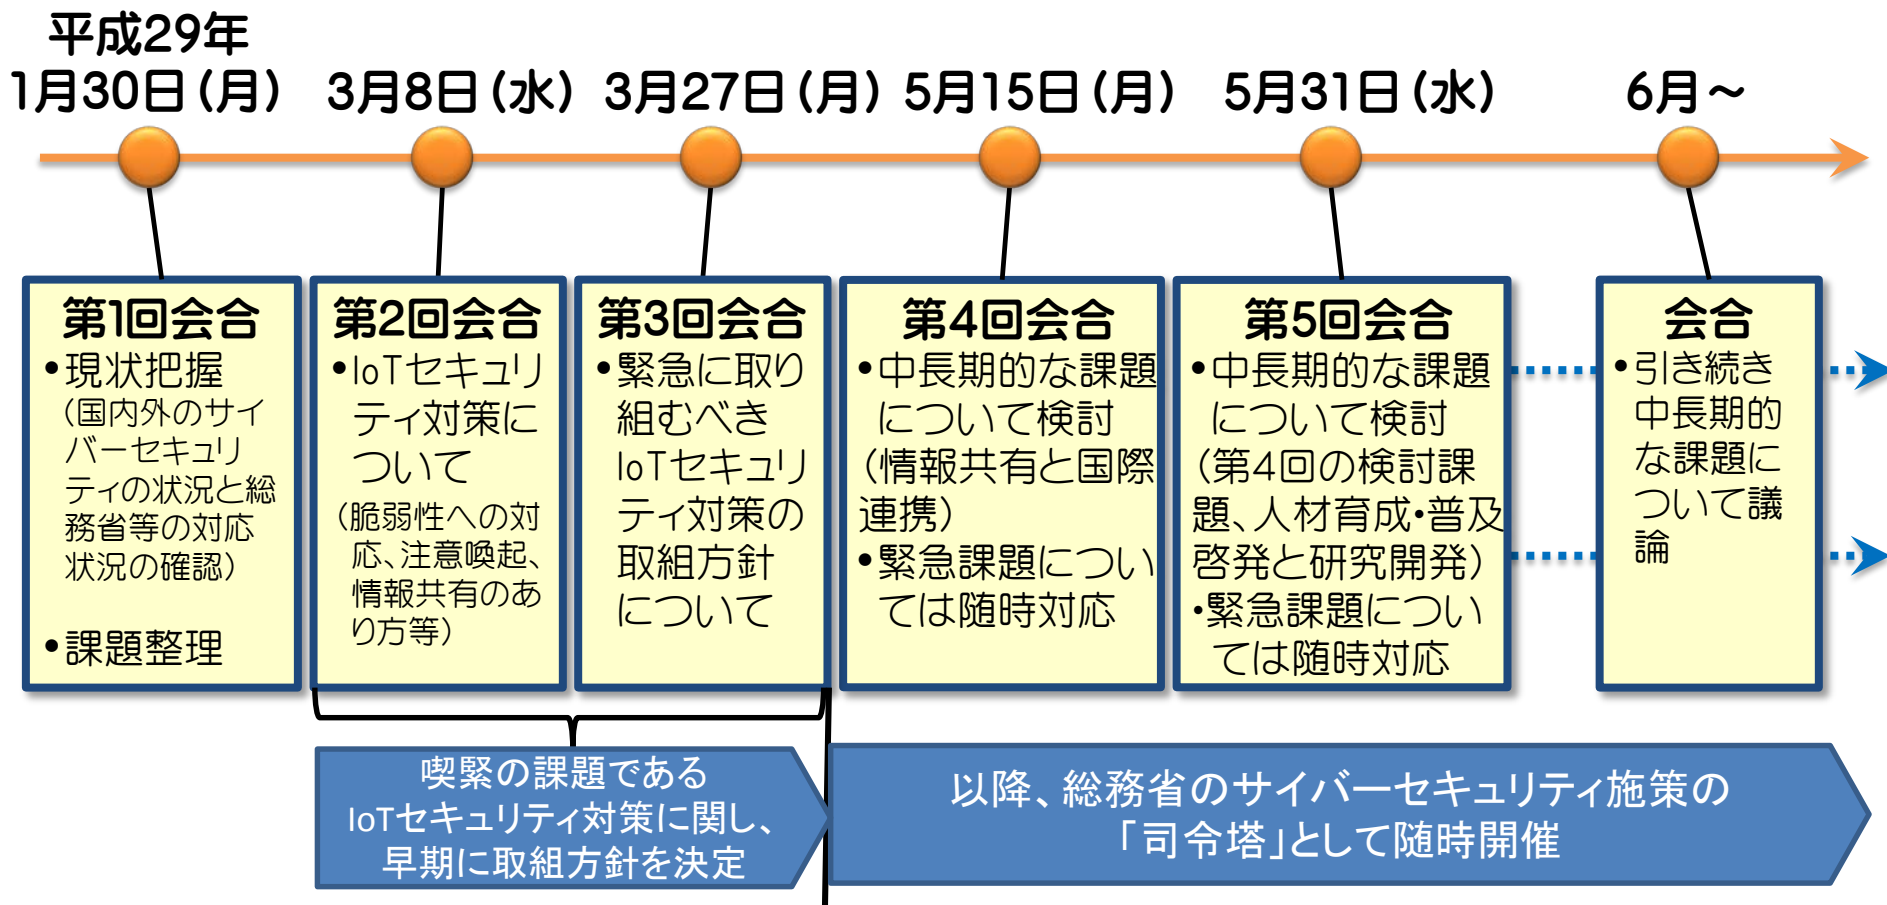 平成29年
1月30日(月)
3月8日(水)
3月27日(月)
5月15日(月)
5月31日(水)
6月～
第1回会合
•現状把握
(国内外のサイ
バーセキュリ
ティの状況と総
務省等の対応
状況の確認)
•課題整理
第2回会合
•IoTセキュリ
ティ対策に
ついて
(脆弱性への対
応、注意喚起、
情報共有のあ
り方等)
第3回会合
•緊急に取り
組むべき
IoTセキュリ
ティ対策の
取組方針
について
第4回会合
•中長期的な課題
について検討
(情報共有と国際
連携)
•緊急課題につい
ては随時対応
第5回会合
•中長期的な課題
について検討
(第4回の検討課
題、人材育成・普及
啓発と研究開発)
・緊急課題につい
ては随時対応
会合
•引き続き
中長期的
な課題に
ついて議
論
喫緊の課題である
IoTセキュリティ対策に関し、
早期に取組方針を決定
以降、総務省のサイバーセキュリティ施策の
「司令塔」として随時開催